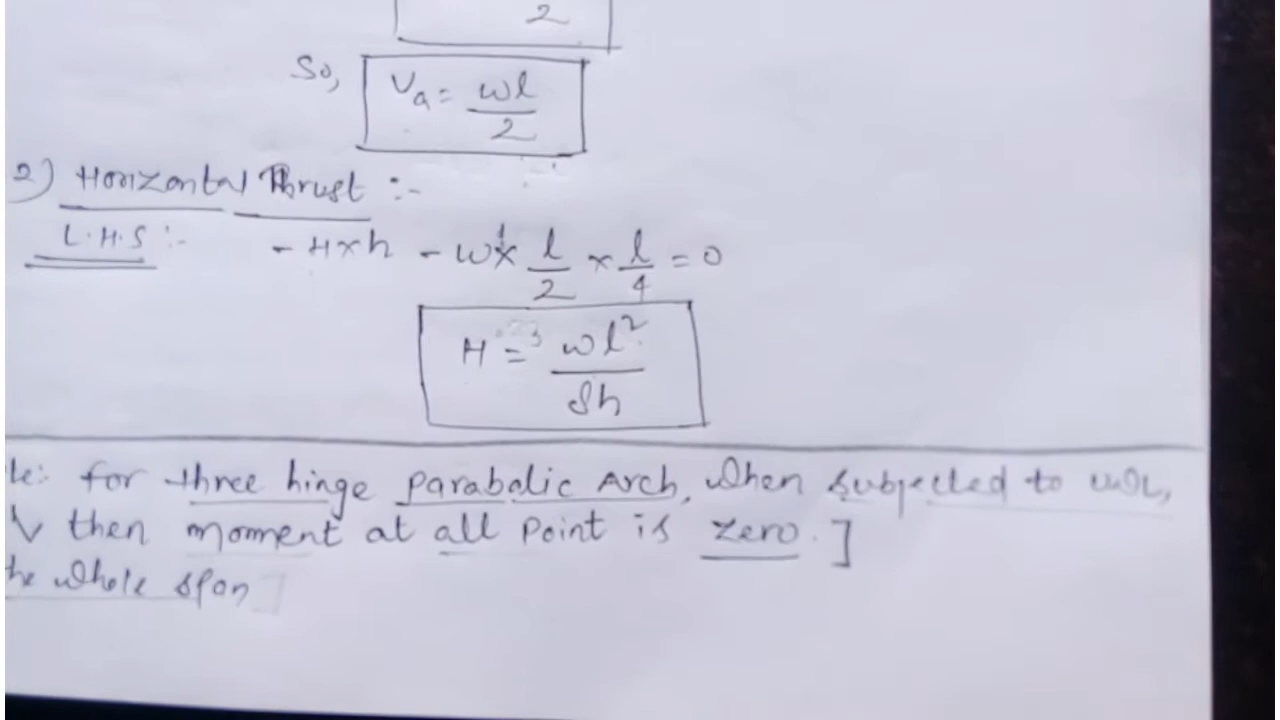 2
So, Va = wl/2
2) Horizontal Thrust :-
L.H.S :- - H×h - w× l/2 × l/4 = 0
H = wl²/8h
te: for three hinge parabolic Arch, when subjected to UDL,
then moment at all point is zero. ]
he whole span ]